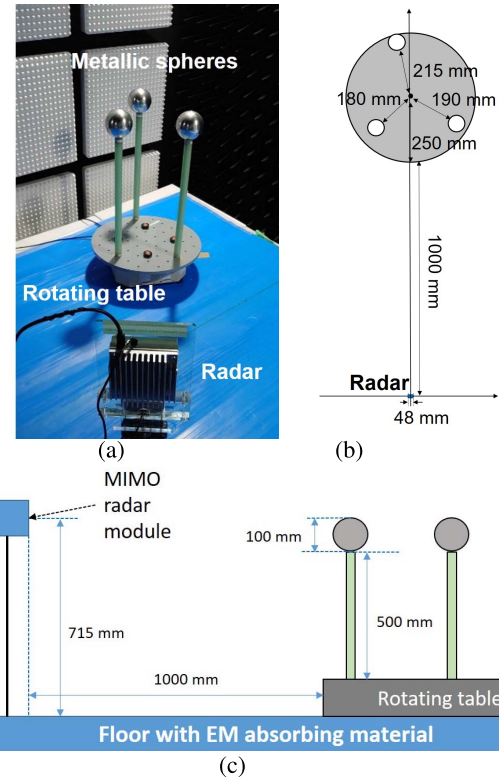 Metallic spheres
Rotating table
Radar
(a)
215 mm
180 mm
190 mm
250 mm
1000 mm
Radar
48 mm
(b)
MIMO
radar
module
100 mm
715 mm
500 mm
1000 mm
Rotating table
Floor with EM absorbing material
(c)